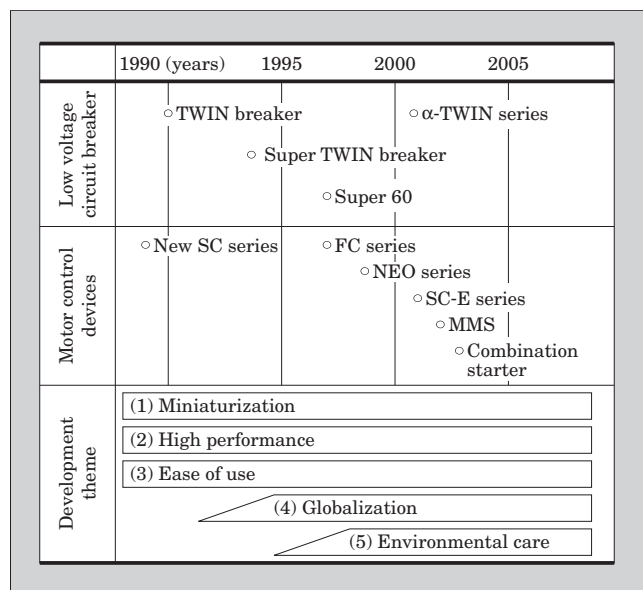 1990 (years) 1995 2000 2005
Low voltage
circuit breaker
TWIN breaker
α-TWIN series
Super TWIN breaker
Super 60
Motor control
devices
New SC series
FC series
NEO series
SC-E series
MMS
Combination
starter
Development
theme
(1) Miniaturization
(2) High performance
(3) Ease of use
(4) Globalization
(5) Environmental care